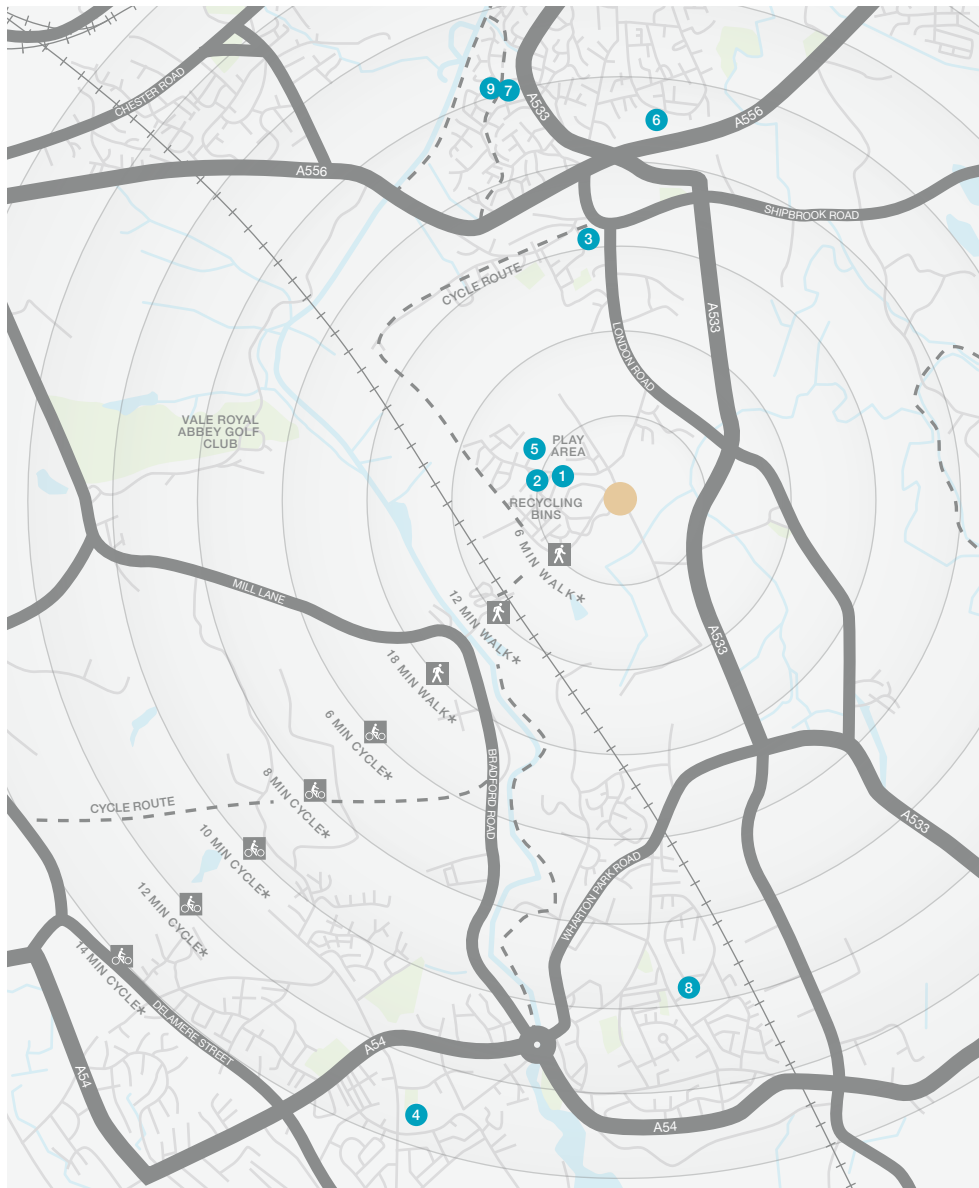 CHESTER ROAD
9
7
A533
6
A556
A556
SHIPBROOK ROAD
3
CYCLE ROUTE
A533
LONDON ROAD
VALE ROYAL
ABBEY GOLF
CLUB
5
PLAY
AREA
2
1
RECYCLING
BINS
6 MIN WALK*
12 MIN WALK*
MILL LANE
A533
18 MIN WALK*
6 MIN CYCLE*
BRADFORD ROAD
8 MIN CYCLE*
CYCLE ROUTE
A533
10 MIN CYCLE*
WHARTON PARK ROAD
12 MIN CYCLE*
14 MIN CYCLE*
8
DELAMERE STREET
A54
A54
4
A54